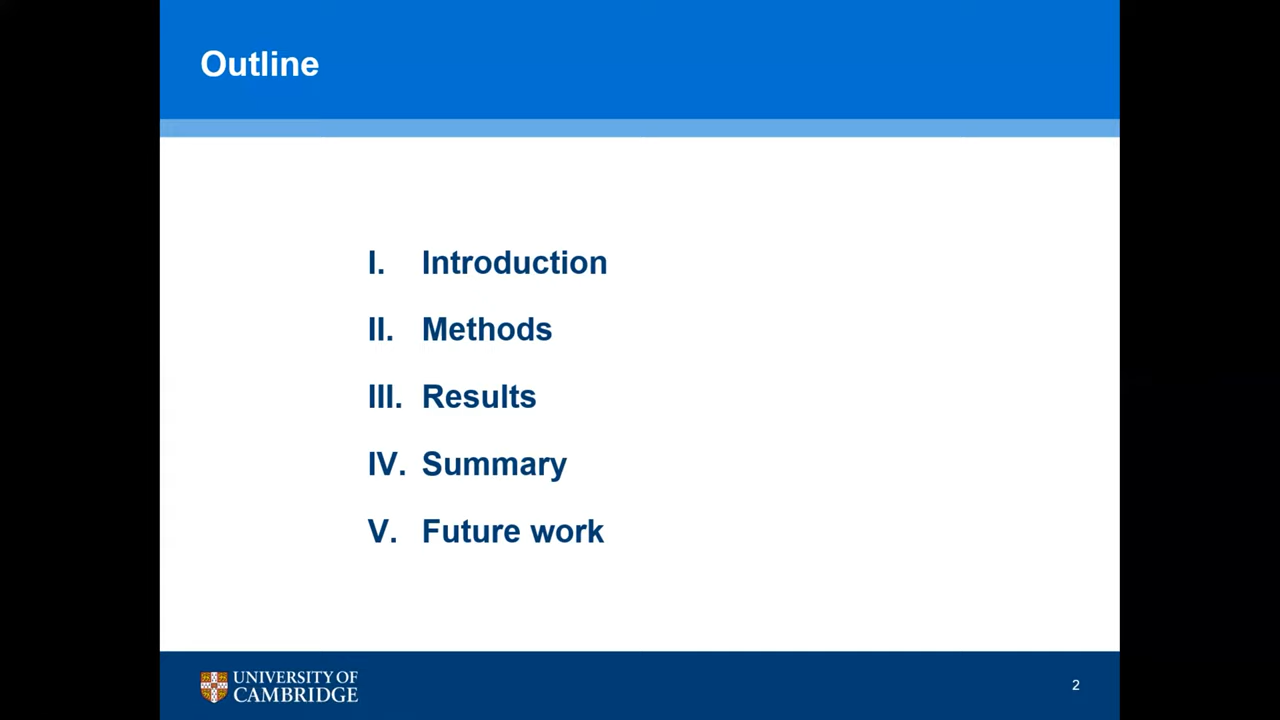 Outline
I. Introduction
II. Methods
III. Results
IV. Summary
V. Future work
UNIVERSITY OF
CAMBRIDGE
2